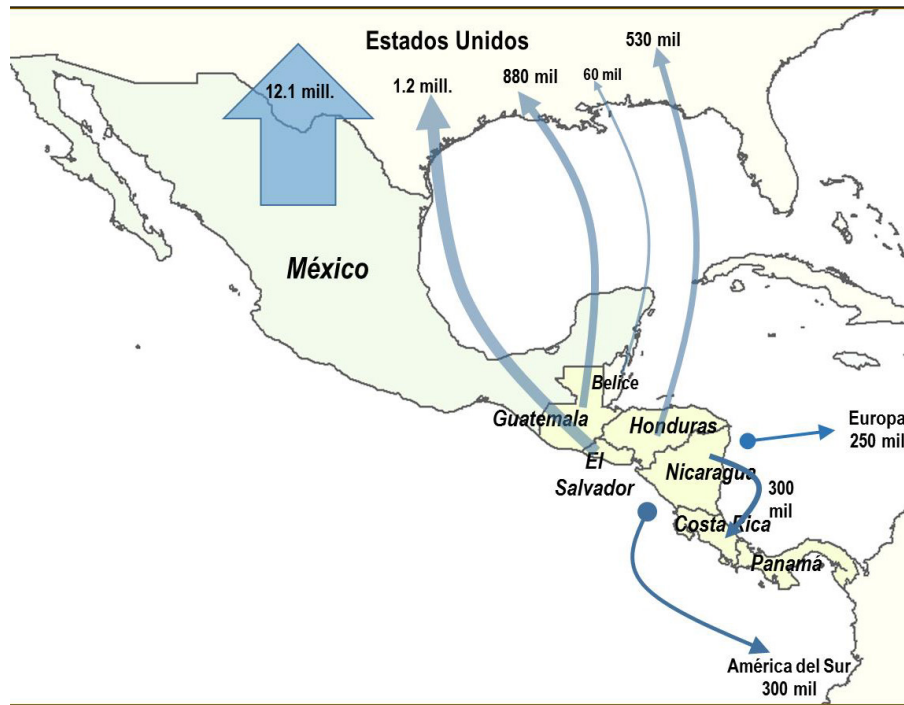 Estados Unidos
530 mil
12.1 mill.
1.2 mill.
880 mil
60 mil
México
Belice
Guatemala
Honduras
Europa
250 mil
El
Salvador
Nicaragua
300
mil
Costa Rica
Panamá
América del Sur
300 mil